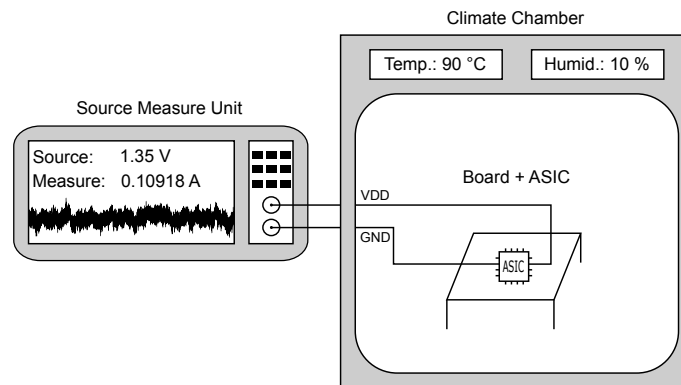 Climate Chamber
Temp.: 90 °C
Humid.: 10 %
Source Measure Unit
Source: 1.35 V
Measure: 0.10918 A
Board + ASIC
VDD
GND
ASIC